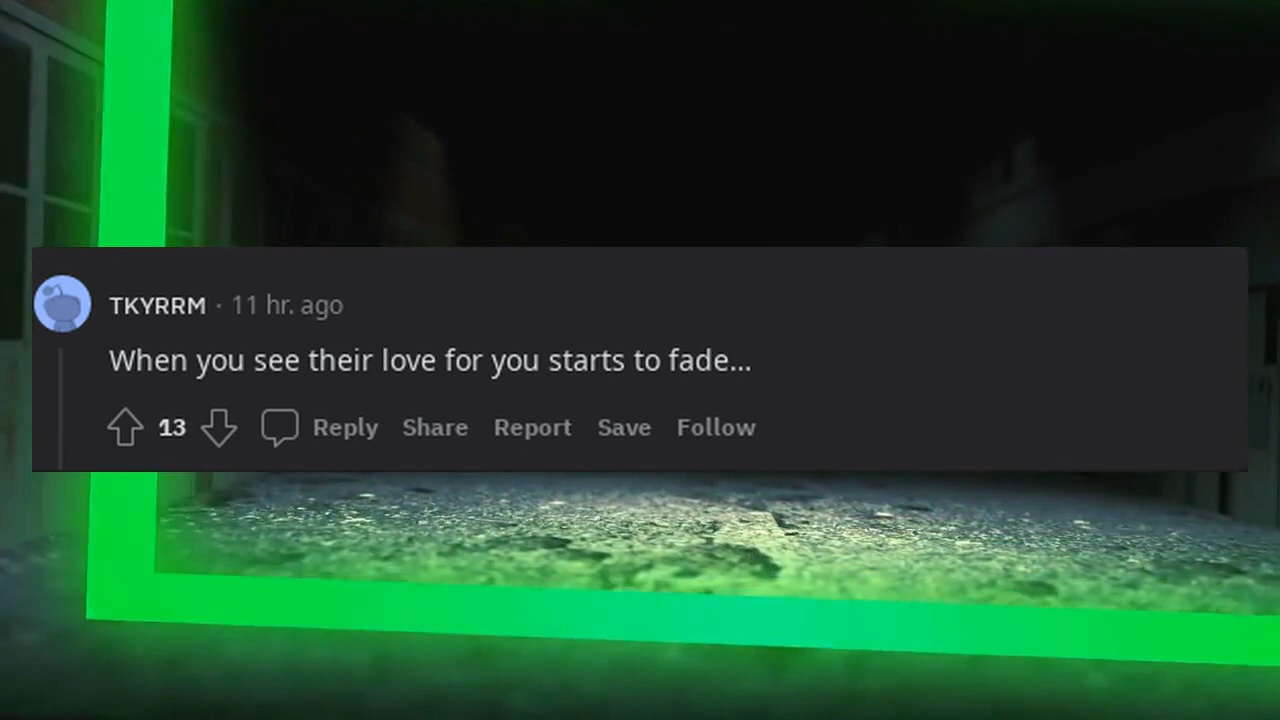 TKYRRM · 11 hr. ago
When you see their love for you starts to fade...
13 Reply Share Report Save Follow